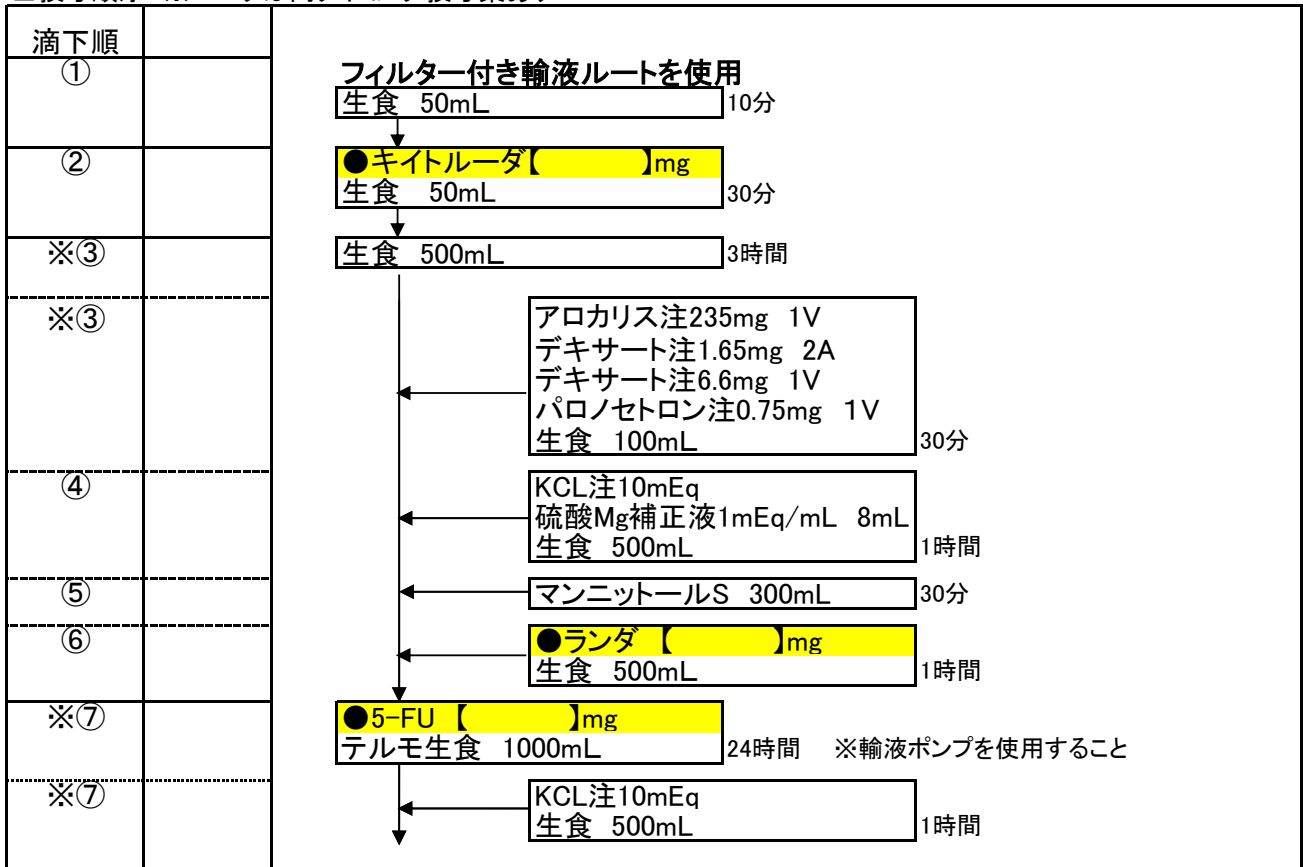 滴下順
① フィルター付き輸液ルートを使用
生食 50mL 10分
② ●キイトルーダ【 】mg
生食 50mL 30分
※③ 生食 500mL 3時間
※③ アロカリス注235mg 1V
デキサート注1.65mg 2A
デキサート注6.6mg 1V
パロノセトロン注0.75mg 1V
生食 100mL 30分
④ KCL注10mEq
硫酸Mg補正液1mEq/mL 8mL
生食 500mL 1時間
⑤ マンニットールS 300mL 30分
⑥ ●ランダ 【 】mg
生食 500mL 1時間
※⑦ ●5-FU 【 】mg
テルモ生食 1000mL 24時間 ※輸液ポンプを使用すること
※⑦ KCL注10mEq
生食 500mL 1時間